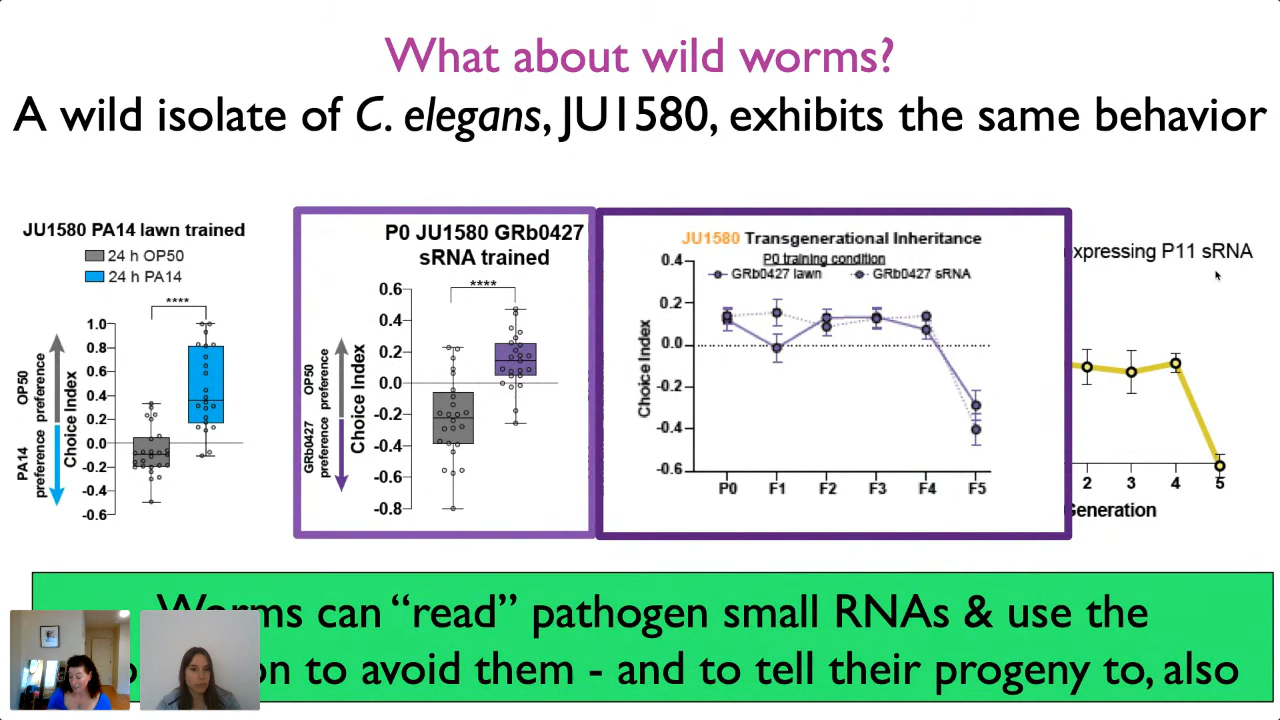 What about wild worms?
A wild isolate of C. elegans, JU1580, exhibits the same behavior
JU1580 PA14 lawn trained
24 h OP50
24 h PA14
****
1.0
0.8
0.6
0.4
0.2
0.0
-0.2
-0.4
-0.6
Choice Index
OP50 preference
PA14 preference
P0 JU1580 GRb0427
sRNA trained
****
0.6
0.4
0.2
0.0
-0.2
-0.4
-0.6
-0.8
Choice Index
OP50 preference
GRb0427 preference
JU1580 Transgenerational Inheritance
P0 training condition
GRb0427 lawn
GRb0427 sRNA
0.4
0.2
0.0
-0.2
-0.4
-0.6
Choice Index
P0 F1 F2 F3 F4 F5
xpressing P11 sRNA
2 3 4 5
Generation
Worms can “read” pathogen small RNAs & use the
on to avoid them - and to tell their progeny to, also